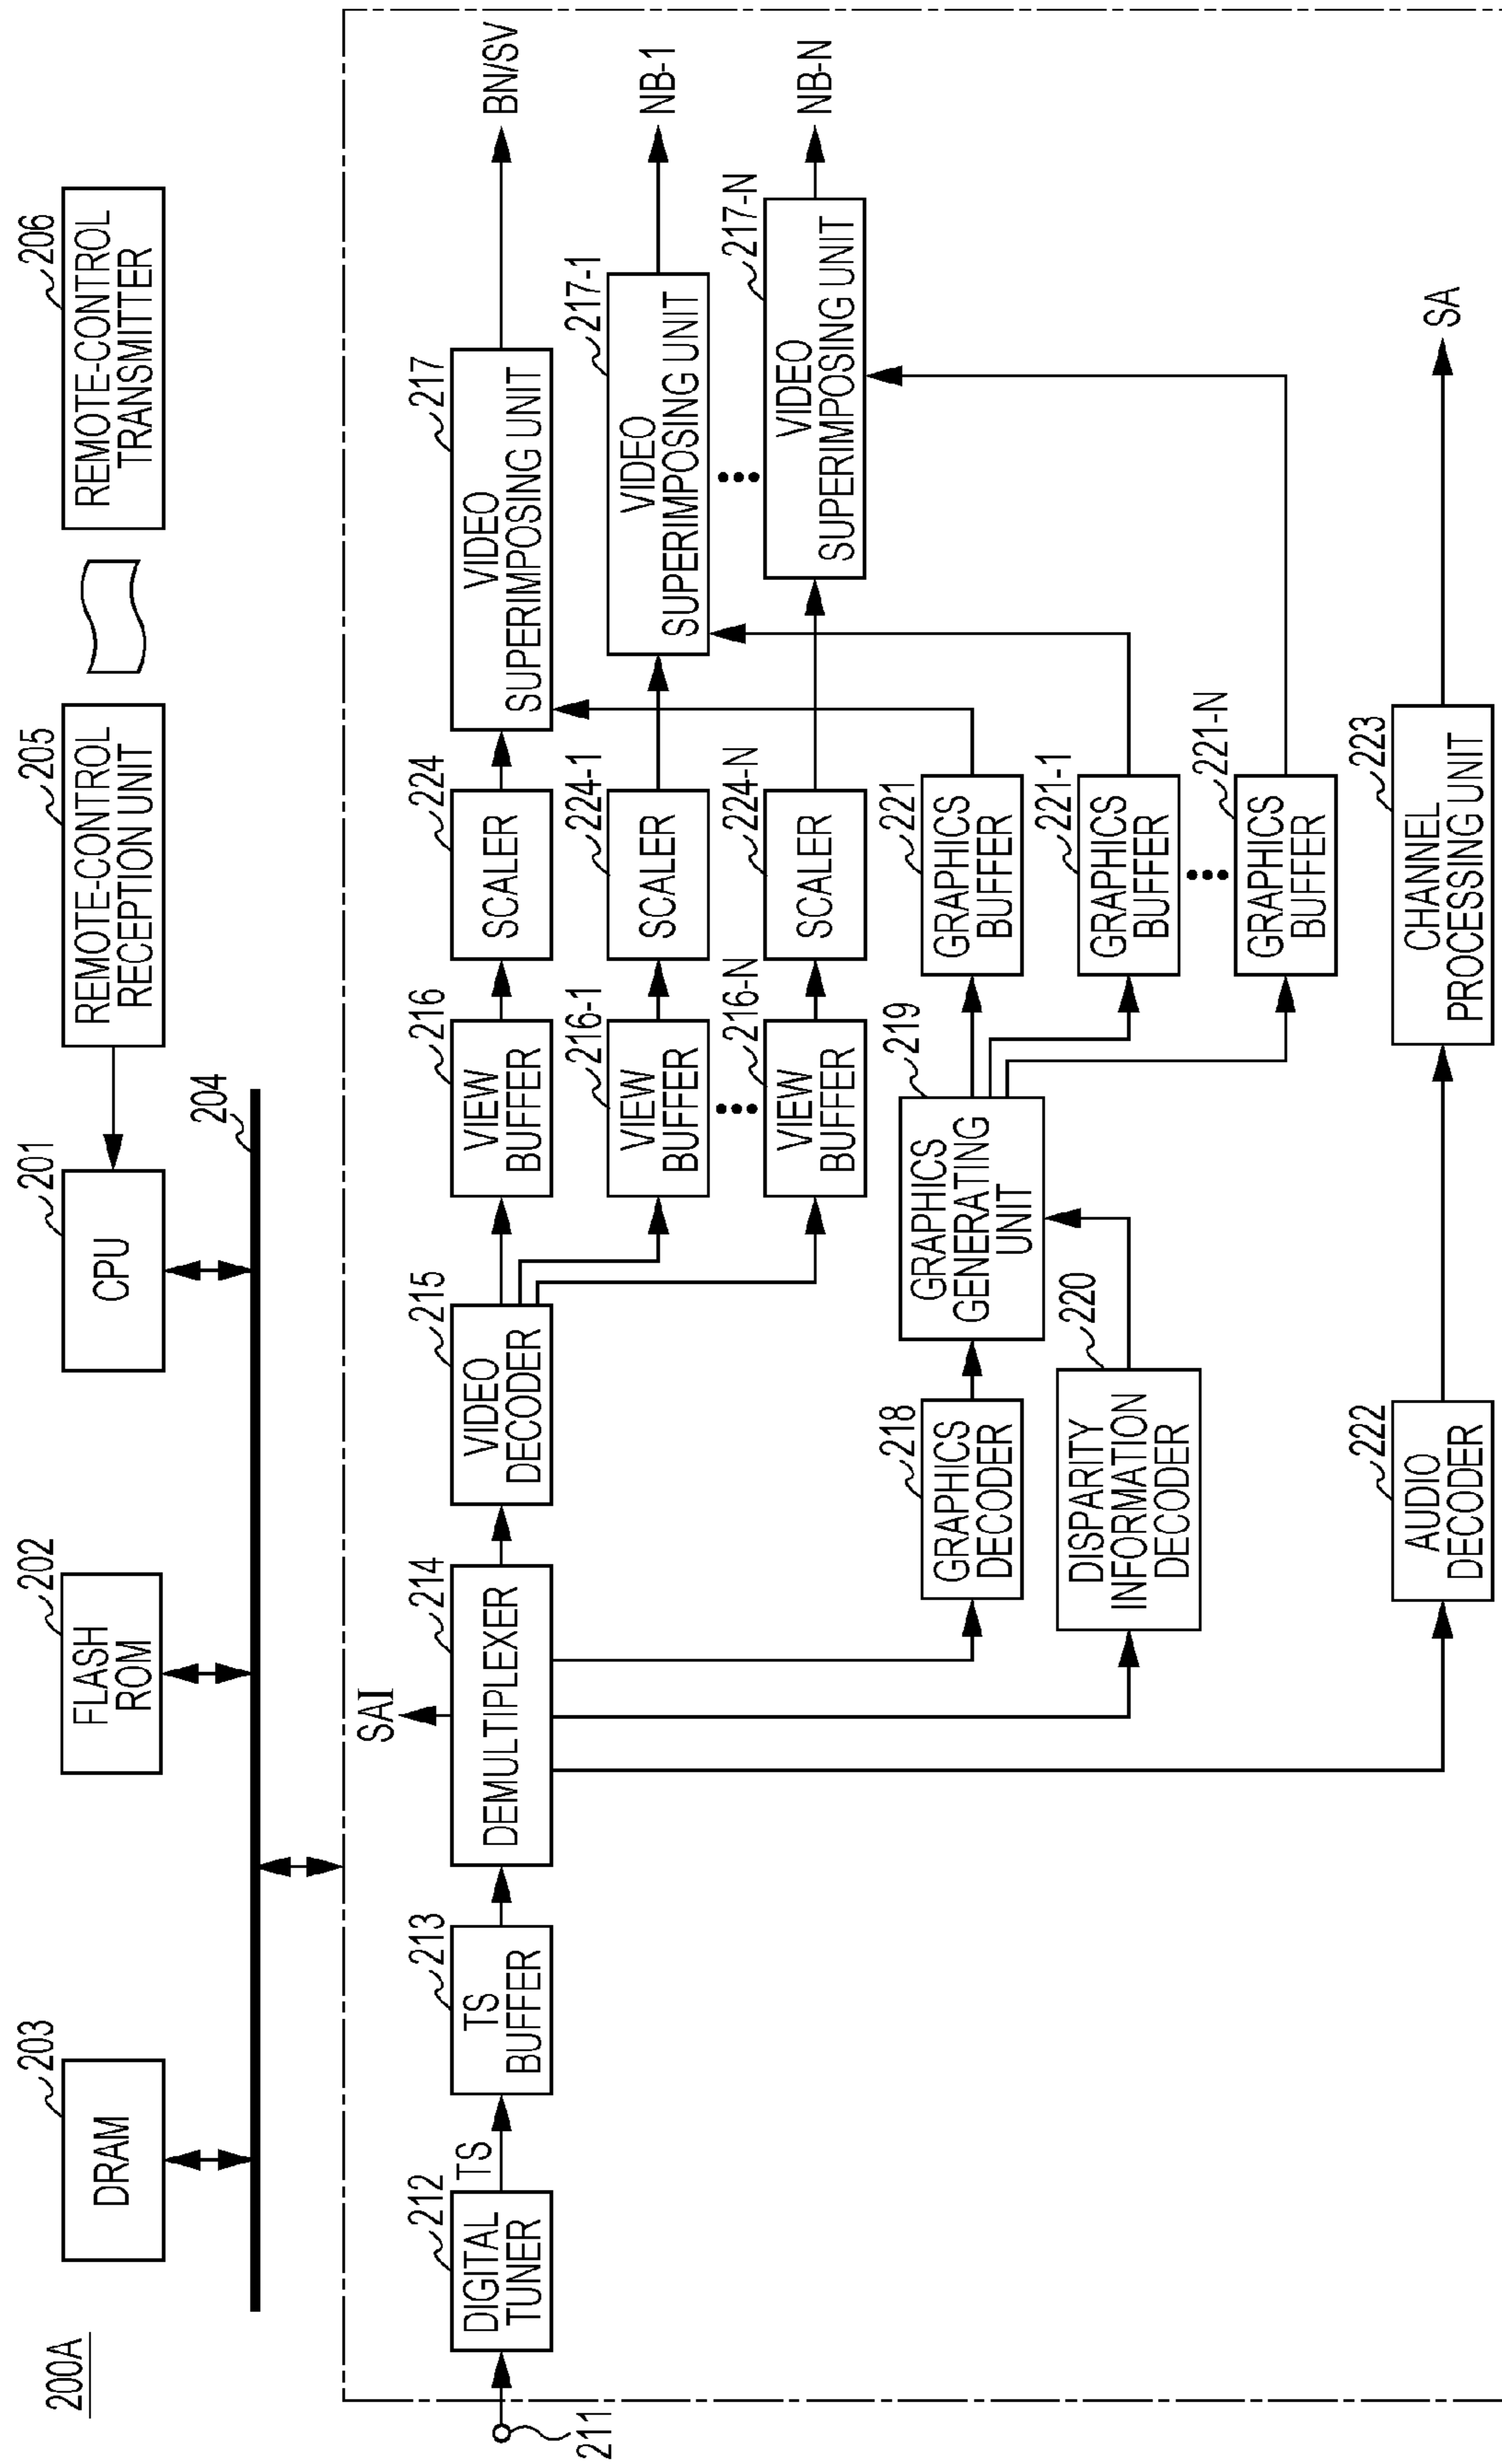 200A
203
DRAM
202
FLASH
ROM
201
CPU
204
205
REMOTE-CONTROL
RECEPTION UNIT
206
REMOTE-CONTROL
TRANSMITTER
211
212
DIGITAL
TUNER
TS
213
TS
BUFFER
SAI
214
DEMULTIPLEXER
215
VIDEO
DECODER
216
VIEW
BUFFER
224
SCALER
217
VIDEO
SUPERIMPOSING UNIT
BN/SV
216-1
VIEW
BUFFER
224-1
SCALER
217-1
VIDEO
SUPERIMPOSING UNIT
NB-1
216-N
VIEW
BUFFER
224-N
SCALER
217-N
VIDEO
SUPERIMPOSING UNIT
NB-N
218
GRAPHICS
DECODER
219
GRAPHICS
GENERATING
UNIT
221
GRAPHICS
BUFFER
220
DISPARITY
INFORMATION
DECODER
221-1
GRAPHICS
BUFFER
221-N
GRAPHICS
BUFFER
222
AUDIO
DECODER
223
CHANNEL
PROCESSING UNIT
SA